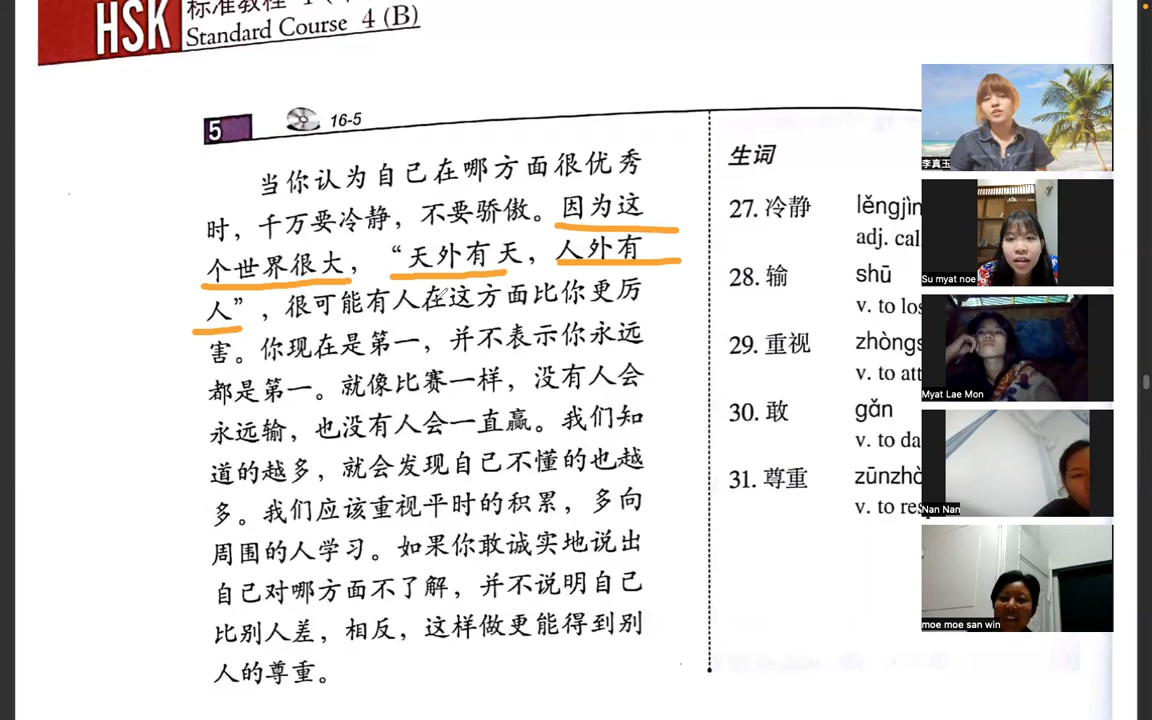 HSK
标准教程
Standard Course 4 (B)
5
16-5
当你认为自己在哪方面很优秀
时，千万要冷静，不要骄傲。因为这
个世界很大，“天外有天，人外有
人”，很可能有人在这方面比你更厉
害。你现在是第一，并不表示你永远
都是第一。就像比赛一样，没有人会
永远输，也没有人会一直赢。我们知
道的越多，就会发现自己不懂的也越
多。我们应该重视平时的积累，多向
周围的人学习。如果你敢诚实地说出
自己对哪方面不了解，并不说明自己
比别人差，相反，这样做更能得到别
人的尊重。
生词
27. 冷静 lěngjìn
adj. cal
28. 输 shū
v. to los
29. 重视 zhòngs
v. to att
30. 敢 gǎn
v. to da
31. 尊重 zūnzhò
v. to res
李真玉
Su myat noe
Myat Lae Mon
Nan Nan
moe moe san win